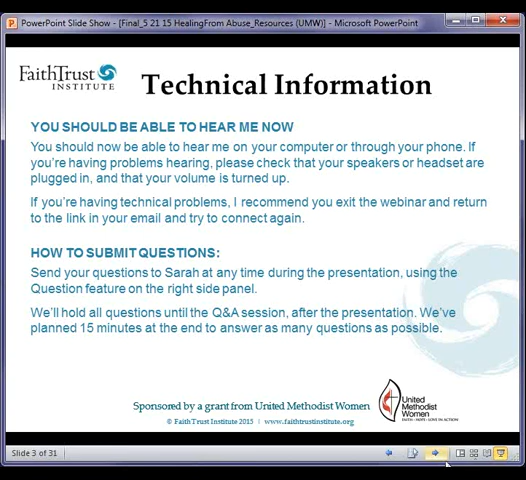 PowerPoint Slide Show - [Final_5 21 15 HealingFrom Abuse_Resources (UMW)] - Microsoft PowerPoint
FaithTrust
INSTITUTE
Technical Information
YOU SHOULD BE ABLE TO HEAR ME NOW
You should now be able to hear me on your computer or through your phone. If
you're having problems hearing, please check that your speakers or headset are
plugged in, and that your volume is turned up.
If you're having technical problems, I recommend you exit the webinar and return
to the link in your email and try to connect again.
HOW TO SUBMIT QUESTIONS:
Send your questions to Sarah at any time during the presentation, using the
Question feature on the right side panel.
We'll hold all questions until the Q&A session, after the presentation. We've
planned 15 minutes at the end to answer as many questions as possible.
United
Methodist
Women
FAITH • HOPE • LOVE IN ACTION
Sponsored by a grant from United Methodist Women
© FaithTrust Institute 2015 | www.faithtrustinstitute.org
Slide 3 of 31